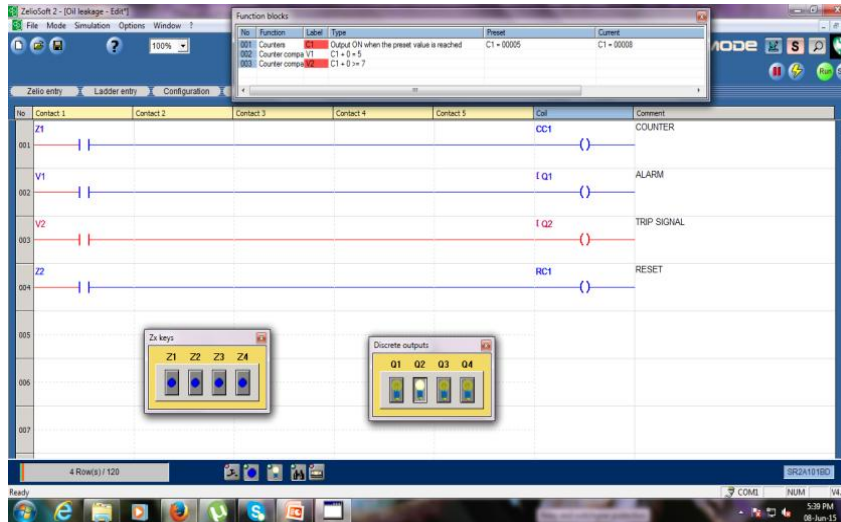 ZelioSoft 2 - [Oil leakage - Edit*]
File Mode Simulation Options Window ?
100%
MODE
S
Run
Zelio entry Ladder entry Configuration
Function blocks
No Function Label Type Preset Current
001 Counters C1 Output ON when the preset value is reached C1 = 00005 C1 = 00008
002 Counter compa V1 C1 + 0 = 5
003 Counter compa V2 C1 + 0 >= 7
No Contact 1 Contact 2 Contact 3 Contact 4 Contact 5 Coil Comment
Z1 CC1 COUNTER
001
V1 [ Q1 ALARM
002
V2 [ Q2 TRIP SIGNAL
003
Z2 RC1 RESET
004
005
Zx keys
Z1 Z2 Z3 Z4
Discrete outputs
Q1 Q2 Q3 Q4
006
007
4 Row(s) / 120
SR2A101BD
Ready
COM1 NUM V4.
5:39 PM
08-Jun-15